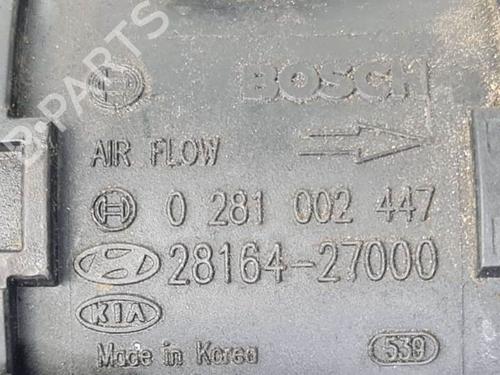 B-PARTS
BOSCH
AIR FLOW
0 281 002 447
28164-27000
KIA
Made in Korea 539